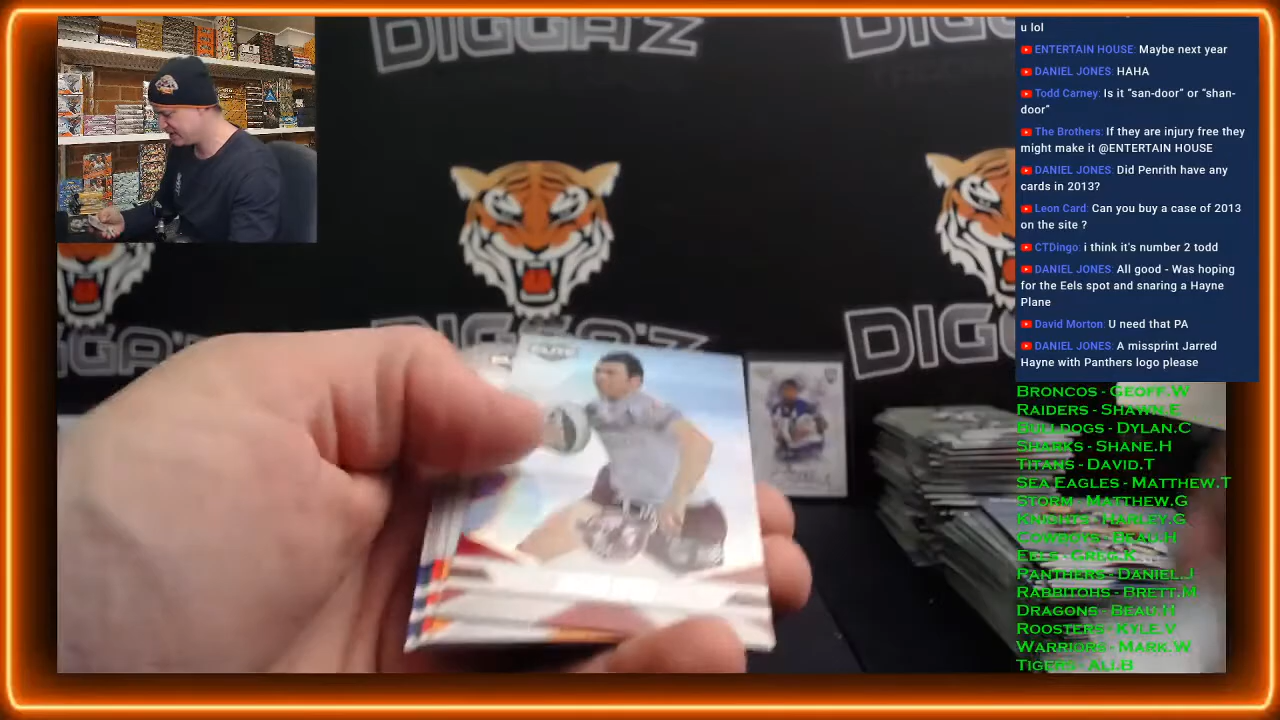 DIGGA'Z
u lol
ENTERTAIN HOUSE: Maybe next year
DANIEL JONES: HAHA
Todd Carney: Is it “san-door” or “shan-
door”
The Brothers: If they are injury free they
might make it @ENTERTAIN HOUSE
DANIEL JONES: Did Penrith have any
cards in 2013?
Leon Card: Can you buy a case of 2013
on the site ?
CTDingo: i think it's number 2 todd
DANIEL JONES: All good - Was hoping
for the Eels spot and snaring a Hayne
Plane
David Morton: U need that PA
DANIEL JONES: A missprint Jarred
Hayne with Panthers logo please
DIGGA'Z
ELITE
BRONCOS - GEOFF.W
RAIDERS - SHAWN.E
BULLDOGS - DYLAN.C
SHARKS - SHANE.H
TITANS - DAVID.T
SEA EAGLES - MATTHEW.T
STORM - MATTHEW.G
KNIGHTS - HARLEY.G
COWBOYS - BEAU.H
EELS - GREG.K
PANTHERS - DANIEL.J
RABBITOHS - BRETT.M
DRAGONS - BEAU.H
ROOSTERS - KYLE.V
WARRIORS - MARK.W
TIGERS - ALI.B